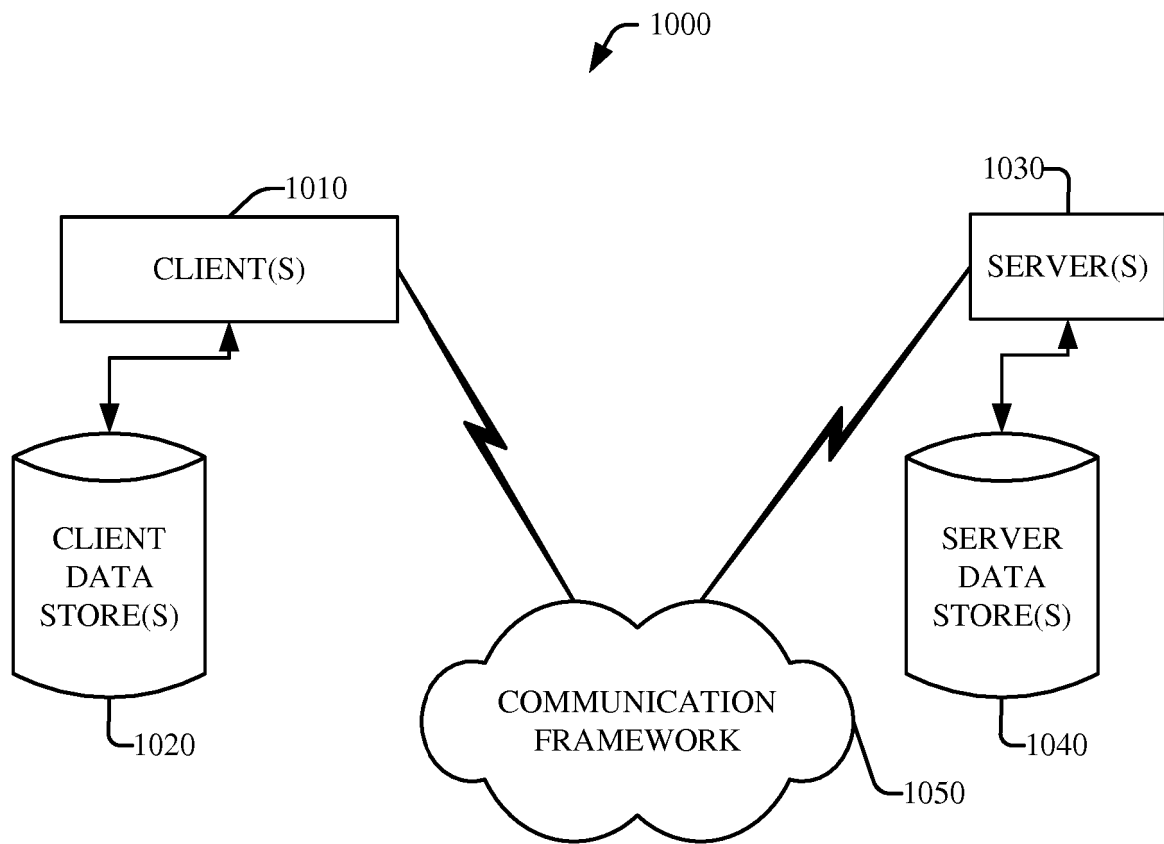 1000
1010
CLIENT(S)
1030
SERVER(S)
CLIENT
DATA
STORE(S)
1020
SERVER
DATA
STORE(S)
1040
COMMUNICATION
FRAMEWORK
1050